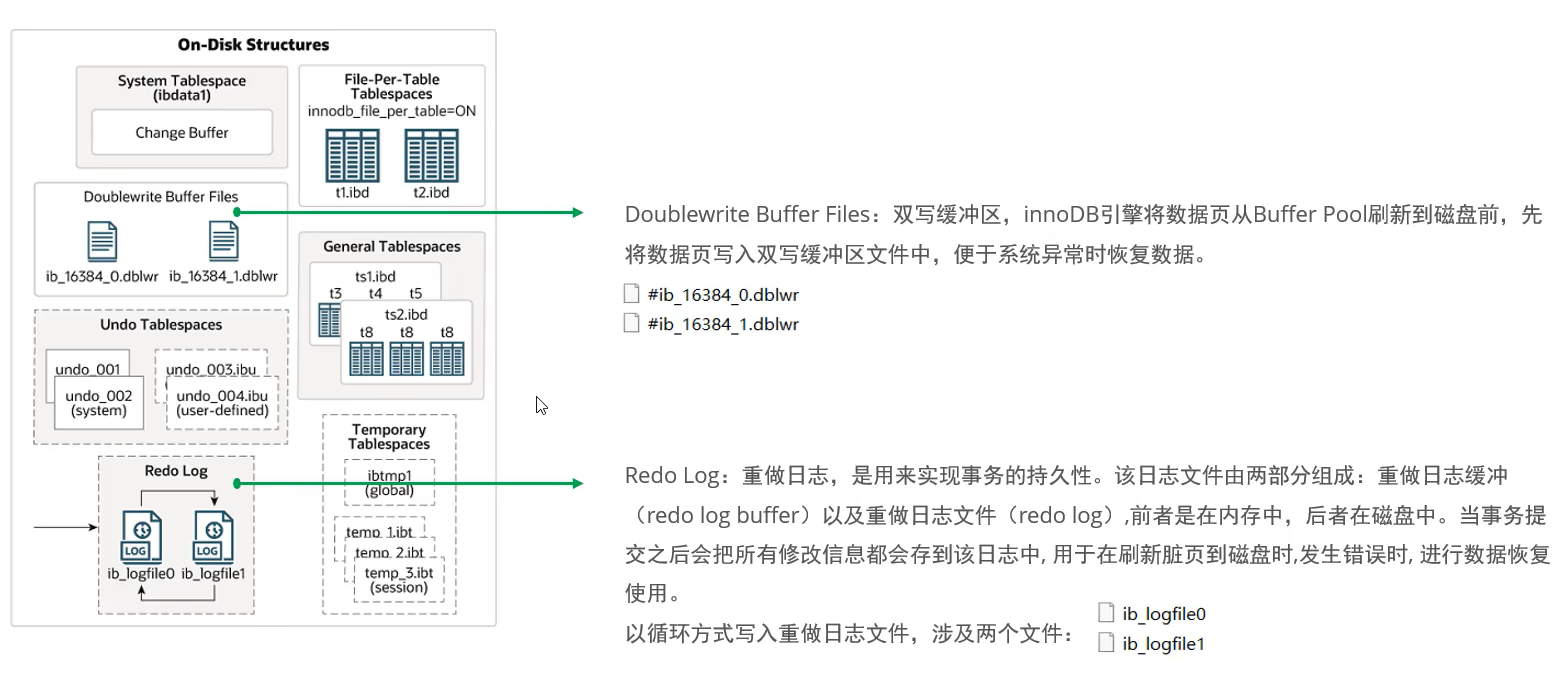 On-Disk Structures
System Tablespace
(ibdata1)
Change Buffer
File-Per-Table
Tablespaces
innodb_file_per_table=ON
t1.ibd
t2.ibd
Doublewrite Buffer Files
ib_16384_0.dblwr
ib_16384_1.dblwr
General Tablespaces
ts1.ibd
t3 t4 t5
ts2.ibd
t8 t8 t8
Undo Tablespaces
undo_001
undo_002
(system)
undo_003.ibu
undo_004.ibu
(user-defined)
Temporary
Tablespaces
ibtmp1
(global)
temp_1.ibt
temp_2.ibt
temp_3.ibt
(session)
Redo Log
LOG
LOG
ib_logfile0 ib_logfile1
Doublewrite Buffer Files：双写缓冲区，innoDB引擎将数据页从Buffer Pool刷新到磁盘前，先
将数据页写入双写缓冲区文件中，便于系统异常时恢复数据。
#ib_16384_0.dblwr
#ib_16384_1.dblwr
Redo Log：重做日志，是用来实现事务的持久性。该日志文件由两部分组成：重做日志缓冲
（redo log buffer）以及重做日志文件（redo log）,前者是在内存中，后者在磁盘中。当事务提
交之后会把所有修改信息都会存到该日志中, 用于在刷新脏页到磁盘时,发生错误时, 进行数据恢复
使用。
以循环方式写入重做日志文件，涉及两个文件：
ib_logfile0
ib_logfile1